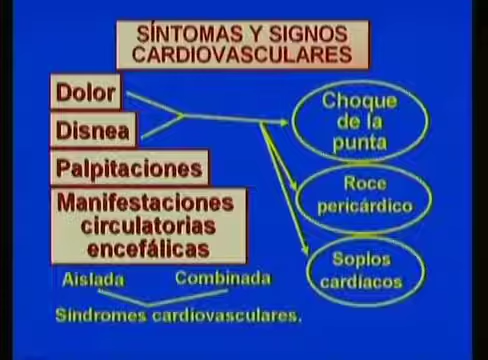 SÍNTOMAS Y SIGNOS
CARDIOVASCULARES
Dolor
Disnea
Palpitaciones
Manifestaciones
circulatorias
encefálicas
Choque
de la
punta
Roce
pericárdico
Soplos
cardíacos
Aislada
Combinada
Síndromes cardiovasculares.